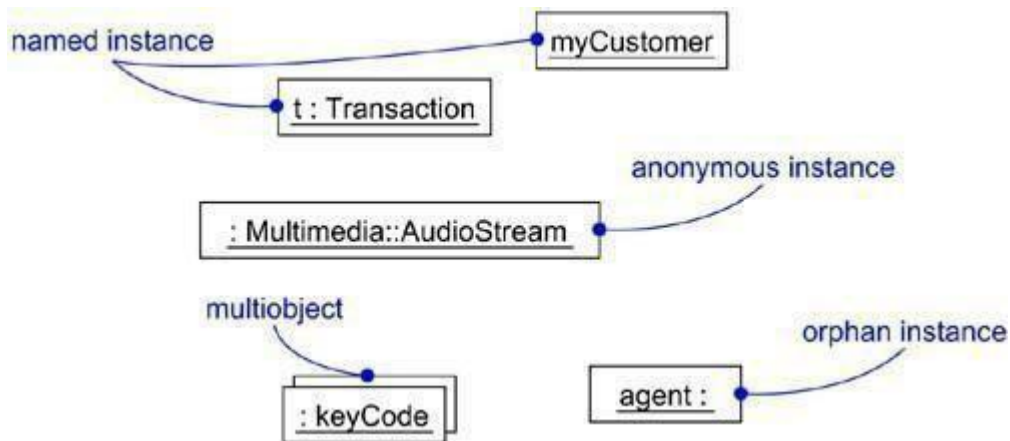 named instance
myCustomer
t : Transaction
anonymous instance
: Multimedia::AudioStream
multiobject
orphan instance
: keyCode
agent :